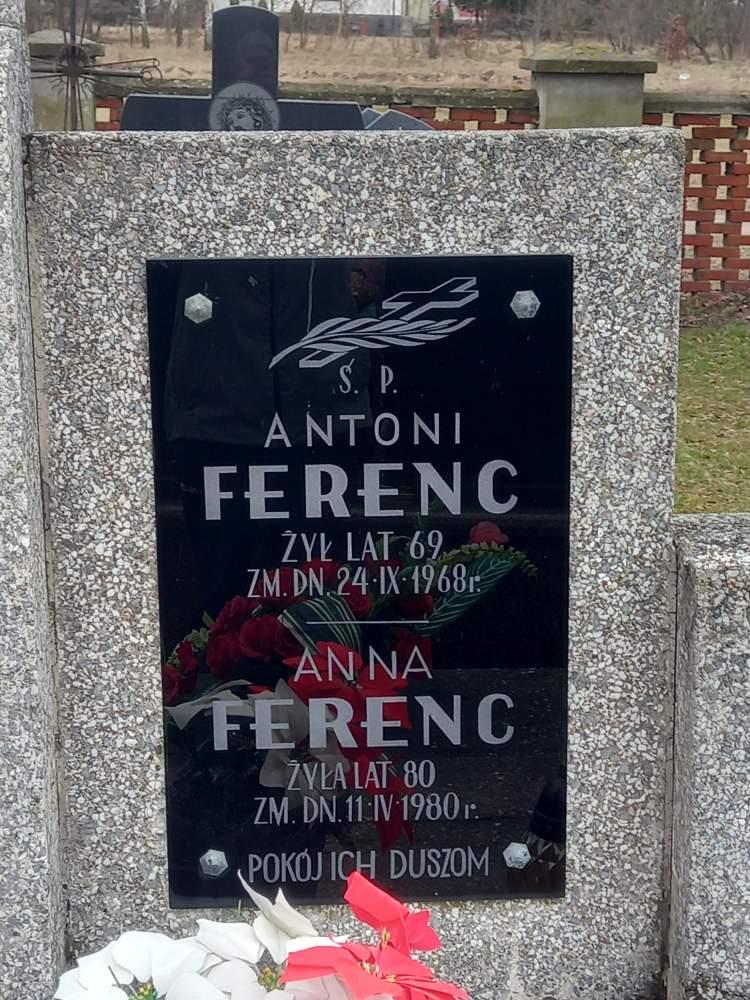 Ś. P.
ANTONI
FERENC
ŻYŁ LAT 69
ZM. DN. 24·IX·1968r.
ANNA
FERENC
ŻYŁA LAT 80
ZM. DN. 11·IV·1980r.
POKÓJ ICH DUSZOM